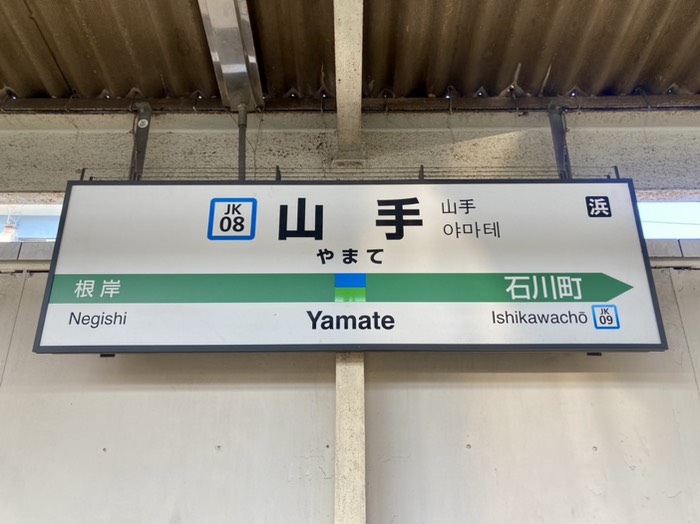 JK 08
山手
山手
야마테
浜
やまて
根岸
石川町
Negishi
Yamate
Ishikawachō
JK 09